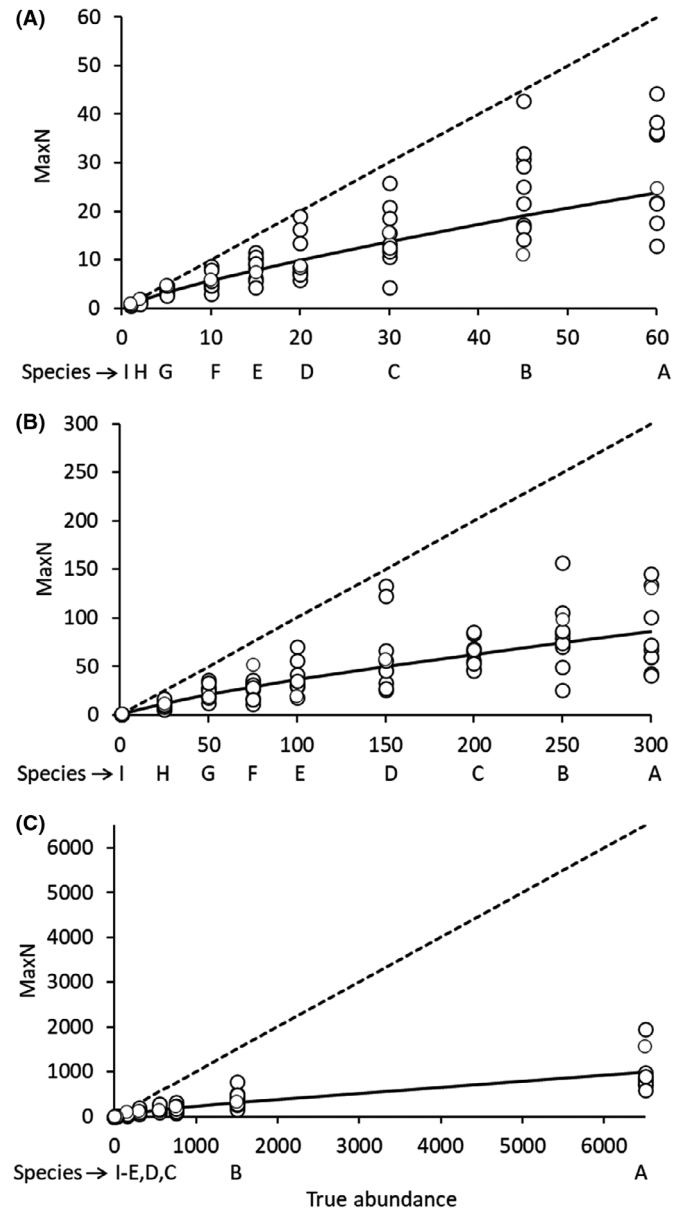 (A)
60
50
40
30
20
10
0
MaxN
0 10 20 30 40 50 60
Species → I H G F E D C B A
(B)
300
250
200
150
100
50
0
MaxN
0 50 100 150 200 250 300
Species → I H G F E D C B A
(C)
6000
5000
4000
3000
2000
1000
0
MaxN
0 1000 2000 3000 4000 5000 6000
Species → I-E,D,C B A
True abundance